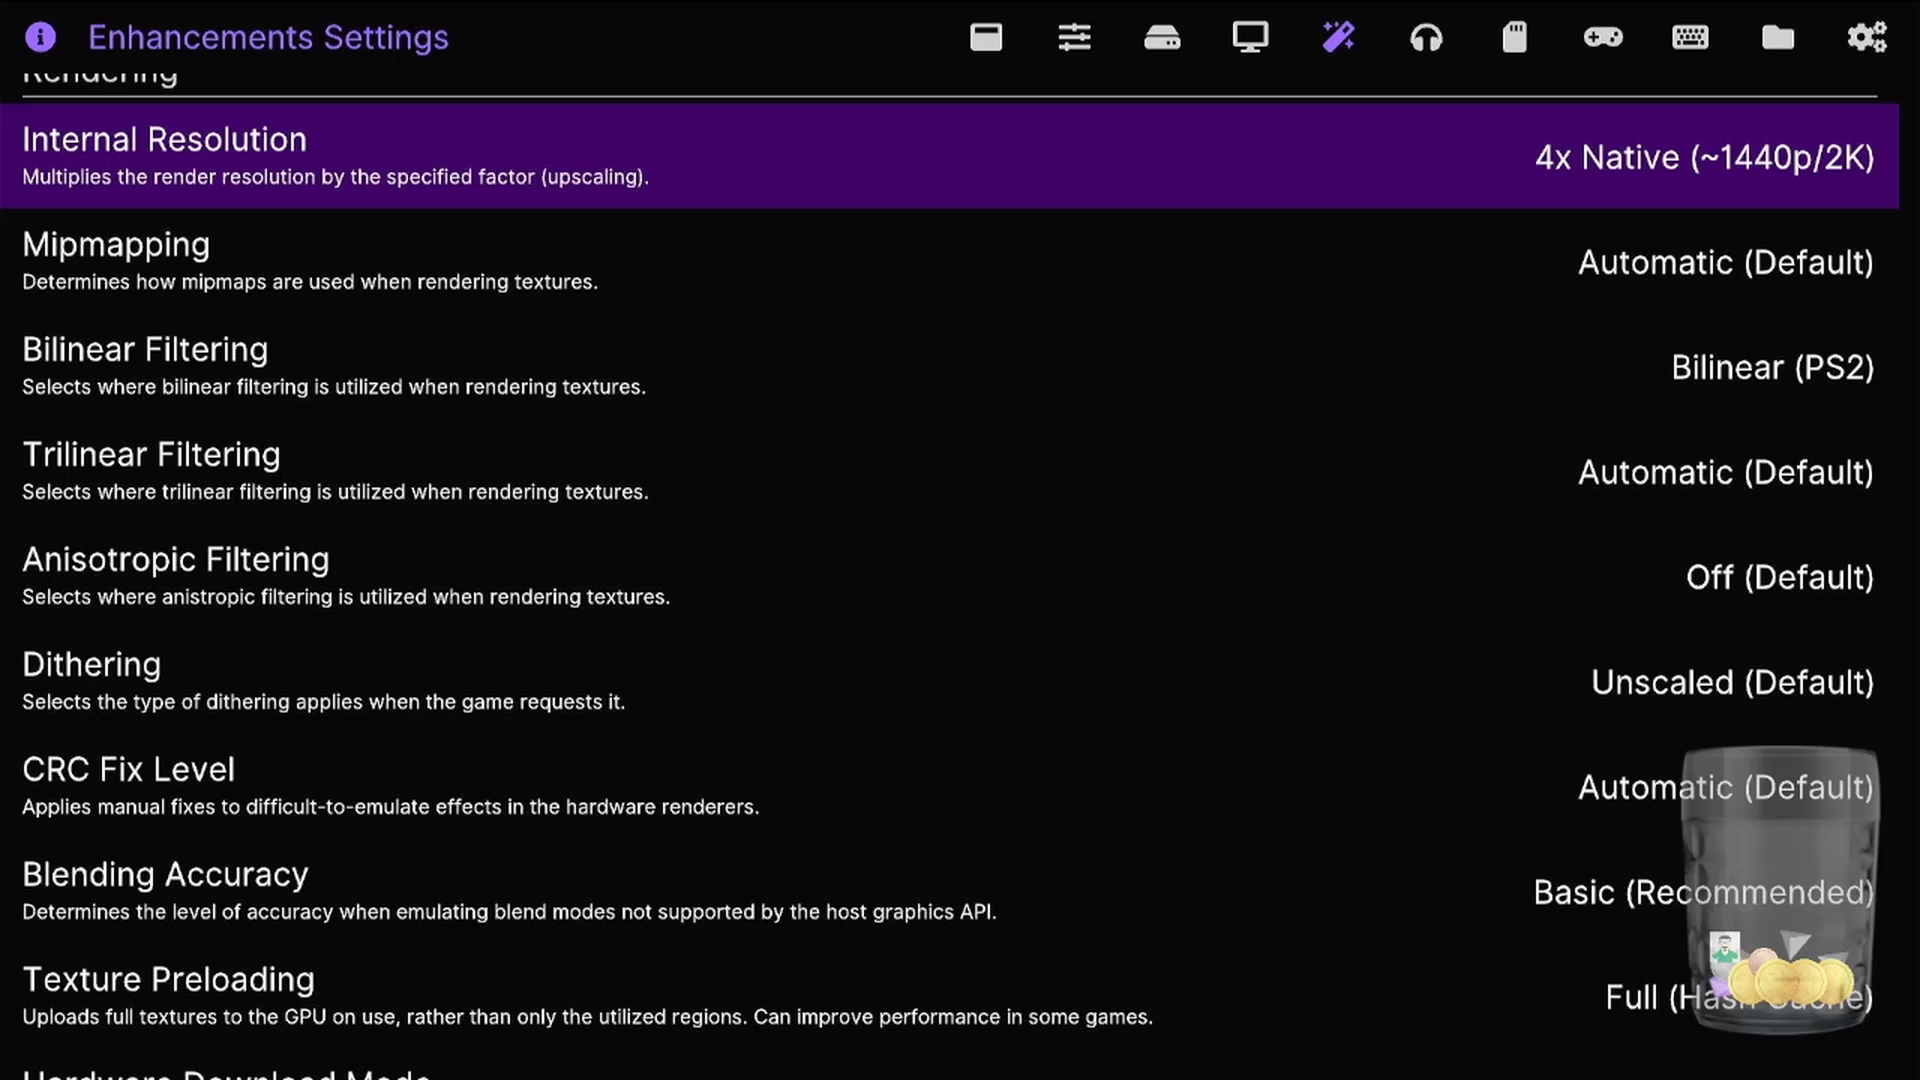 Enhancements Settings
Rendering
Internal Resolution
4x Native (~1440p/2K)
Multiplies the render resolution by the specified factor (upscaling).
Mipmapping
Automatic (Default)
Determines how mipmaps are used when rendering textures.
Bilinear Filtering
Bilinear (PS2)
Selects where bilinear filtering is utilized when rendering textures.
Trilinear Filtering
Automatic (Default)
Selects where trilinear filtering is utilized when rendering textures.
Anisotropic Filtering
Off (Default)
Selects where anistropic filtering is utilized when rendering textures.
Dithering
Unscaled (Default)
Selects the type of dithering applies when the game requests it.
CRC Fix Level
Automatic (Default)
Applies manual fixes to difficult-to-emulate effects in the hardware renderers.
Blending Accuracy
Basic (Recommended)
Determines the level of accuracy when emulating blend modes not supported by the host graphics API.
Texture Preloading
Full (Hash Cache)
Uploads full textures to the GPU on use, rather than only the utilized regions. Can improve performance in some games.
Hardware Download Mode